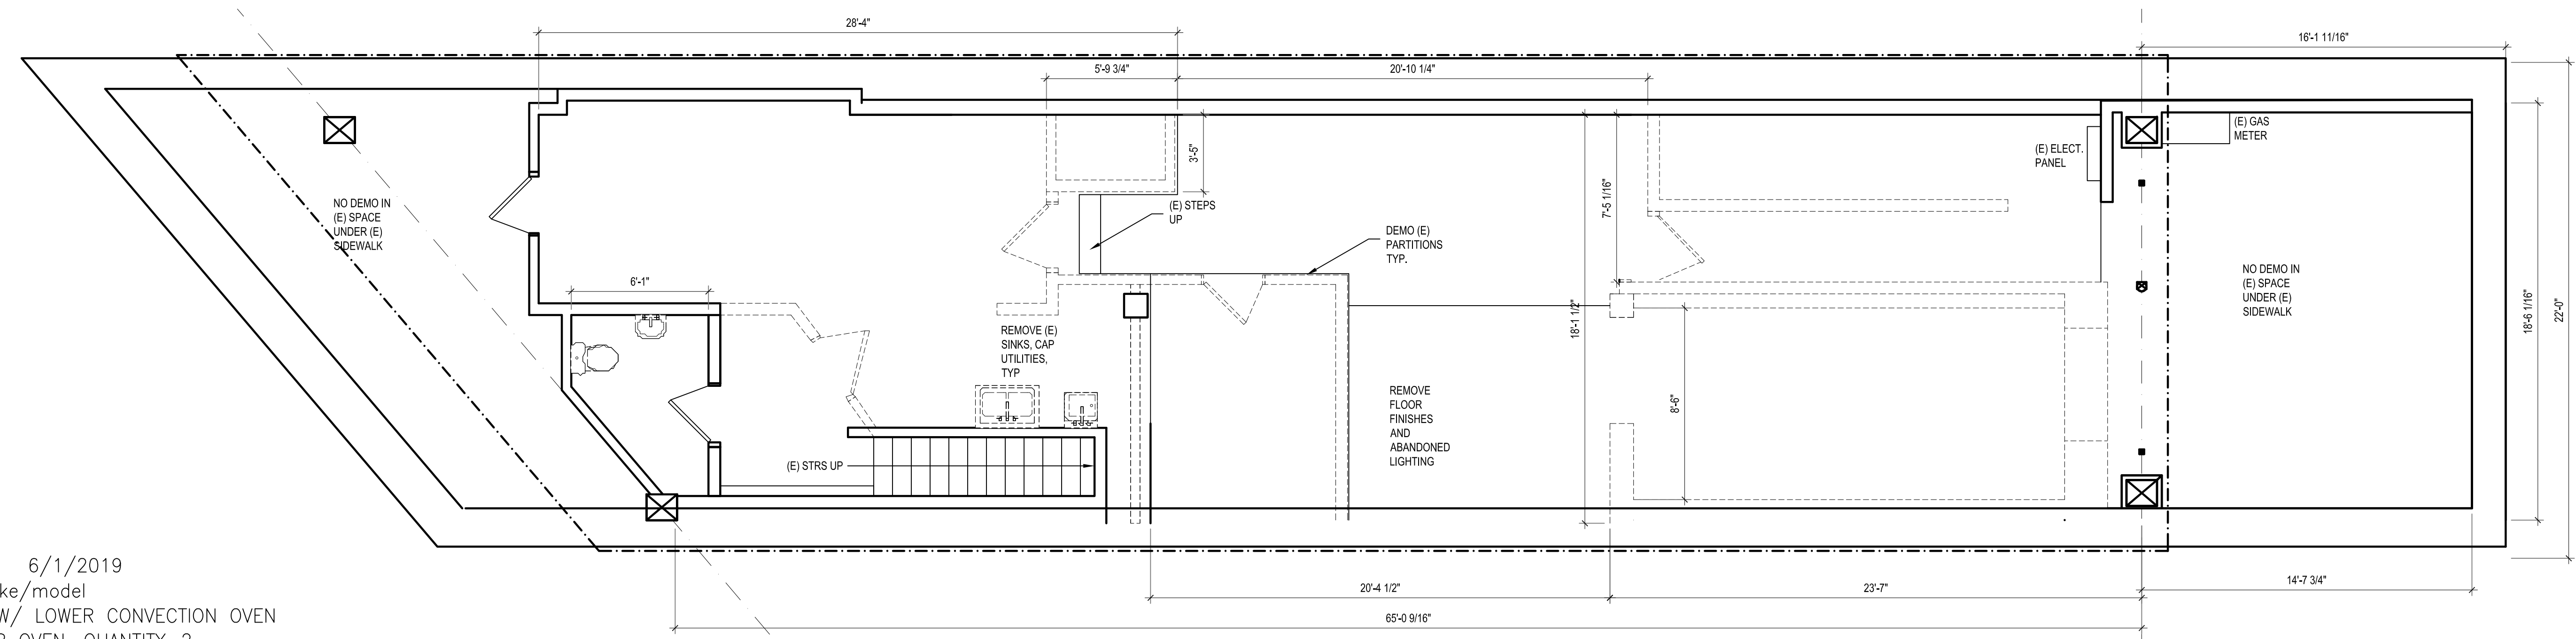 28'-4"
16'-1 11/16"
5'-9 3/4"
20'-10 1/4"
(E) GAS
METER
(E) ELECT.
PANEL
3'-5"
NO DEMO IN
(E) SPACE
UNDER (E)
SIDEWALK
(E) STEPS
UP
7'-5 1/16"
DEMO (E)
PARTITIONS
TYP.
6'-1"
NO DEMO IN
(E) SPACE
UNDER (E)
SIDEWALK
18'-1 1/2"
18'-6 1/16"
22'-0"
REMOVE (E)
SINKS, CAP
UTILITIES,
TYP
REMOVE
FLOOR
FINISHES
AND
ABANDONED
LIGHTING
8'-6"
(E) STRS UP
6/1/2019
ke/model
W/ LOWER CONVECTION OVEN
OVEN, QUANTITY 2
20'-4 1/2"
23'-7"
14'-7 3/4"
65'-0 9/16"